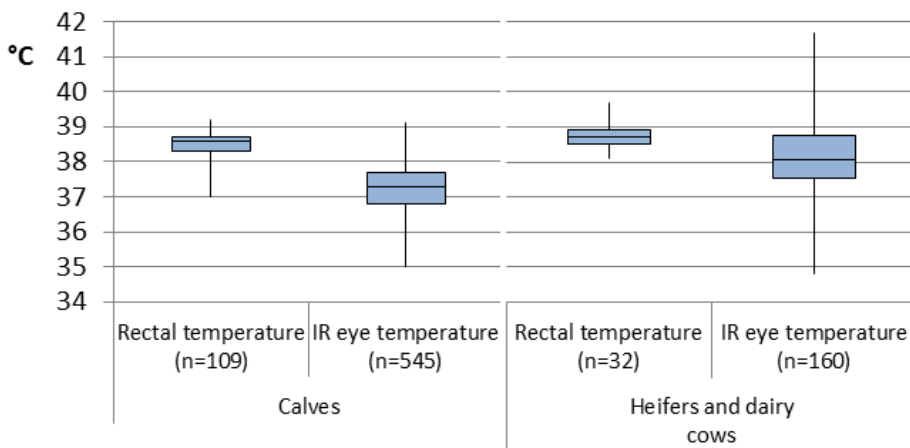 42
°C
41
40
39
38
37
36
35
34
Rectal temperature
(n=109)
IR eye temperature
(n=545)
Rectal temperature
(n=32)
IR eye temperature
(n=160)
Calves
Heifers and dairy
cows